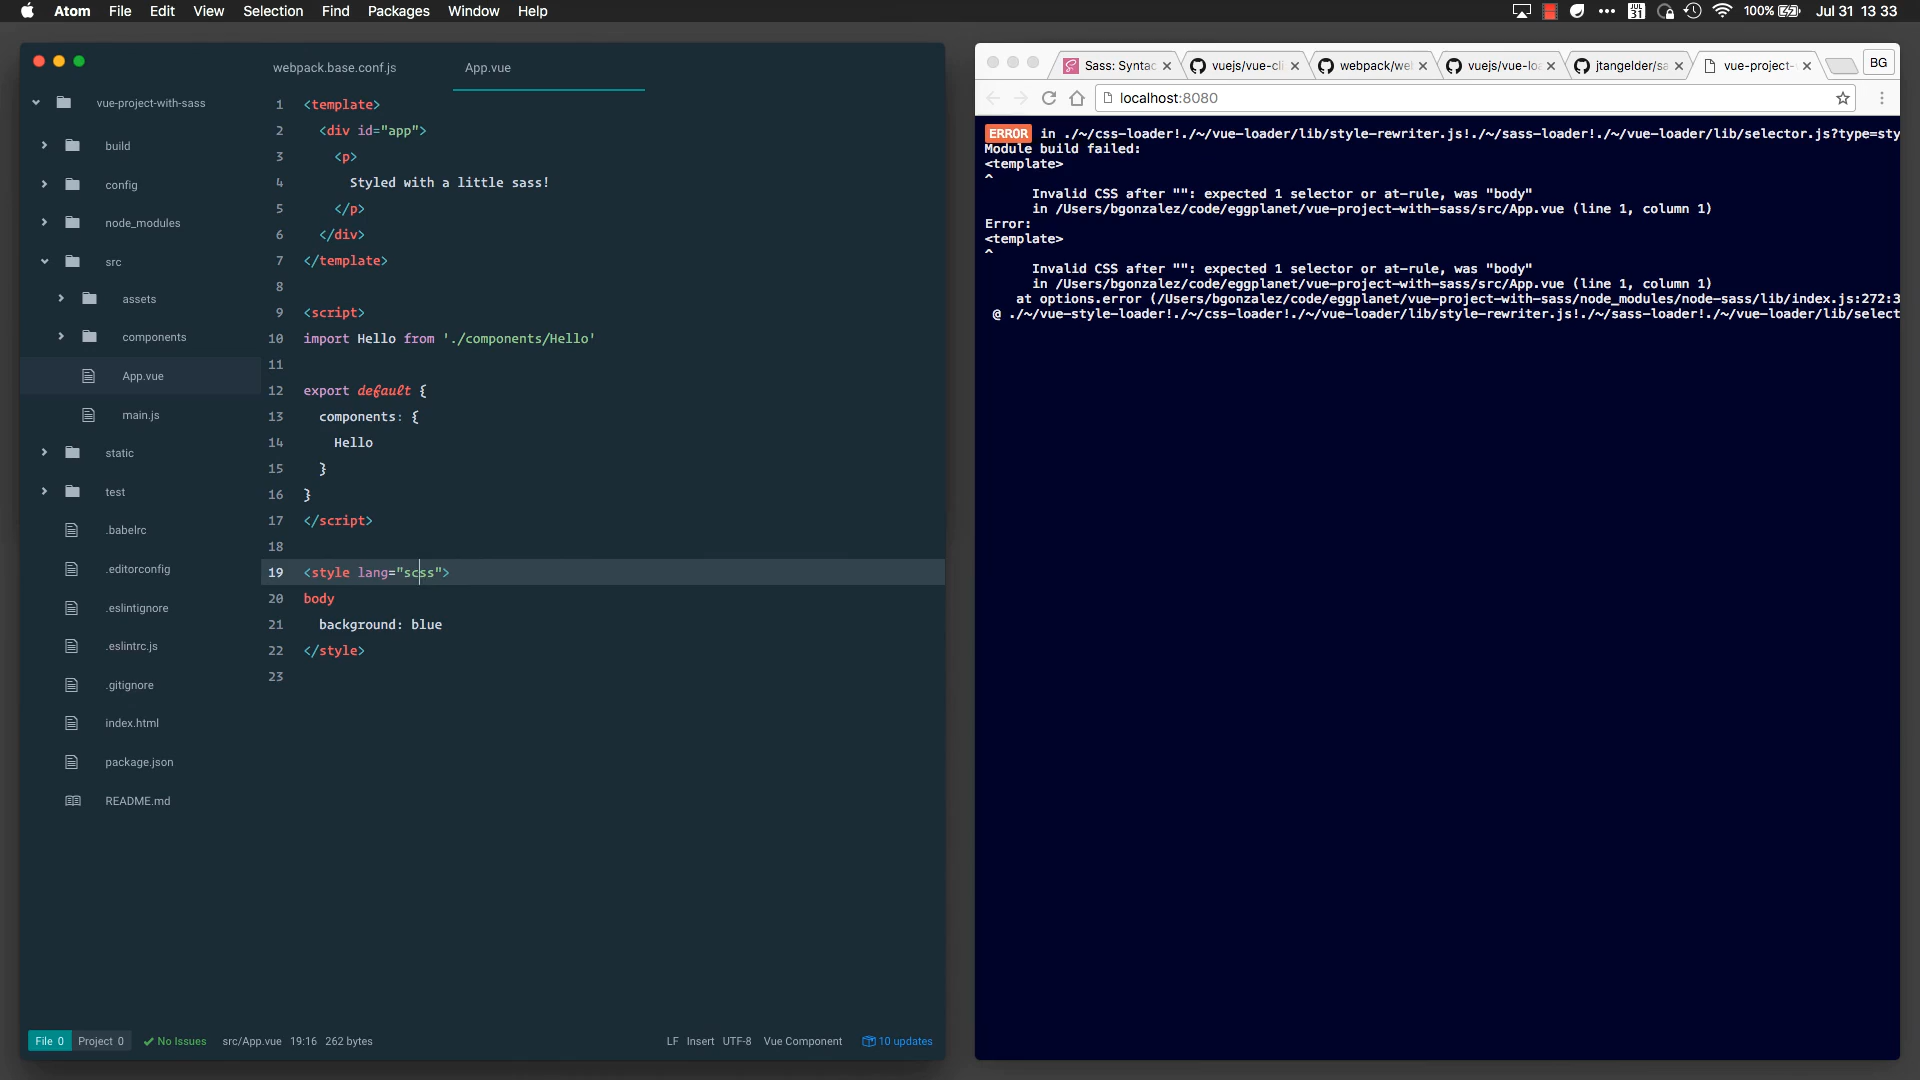 Atom File Edit View Selection Find Packages Window Help
JUL 31 100% Jul 31 13 33
webpack.base.conf.js App.vue
vue-project-with-sass
build
config
node_modules
src
assets
components
App.vue
main.js
static
test
.babelrc
.editorconfig
.eslintignore
.eslintrc.js
.gitignore
index.html
package.json
README.md
1 <template>
2 <div id="app">
3 <p>
4 Styled with a little sass!
5 </p>
6 </div>
7 </template>
8
9 <script>
10 import Hello from './components/Hello'
11
12 export default {
13 components: {
14 Hello
15 }
16 }
17 </script>
18
19 <style lang="scss">
20 body
21 background: blue
22 </style>
23
File 0 Project 0 No Issues src/App.vue 19:16 262 bytes LF Insert UTF-8 Vue Component 10 updates
Sass: Syntac vuejs/vue-cli webpack/we vuejs/vue-loa jtangelder/sa vue-project- BG
localhost:8080
ERROR in ./~/css-loader!./~/vue-loader/lib/style-rewriter.js!./~/sass-loader!./~/vue-loader/lib/selector.js?type=sty
Module build failed:
<template>
^
Invalid CSS after "": expected 1 selector or at-rule, was "body"
in /Users/bgonzalez/code/eggplanet/vue-project-with-sass/src/App.vue (line 1, column 1)
Error:
<template>
^
Invalid CSS after "": expected 1 selector or at-rule, was "body"
in /Users/bgonzalez/code/eggplanet/vue-project-with-sass/src/App.vue (line 1, column 1)
at options.error (/Users/bgonzalez/code/eggplanet/vue-project-with-sass/node_modules/node-sass/lib/index.js:272:3
@ ./~/vue-style-loader!./~/css-loader!./~/vue-loader/lib/style-rewriter.js!./~/sass-loader!./~/vue-loader/lib/select